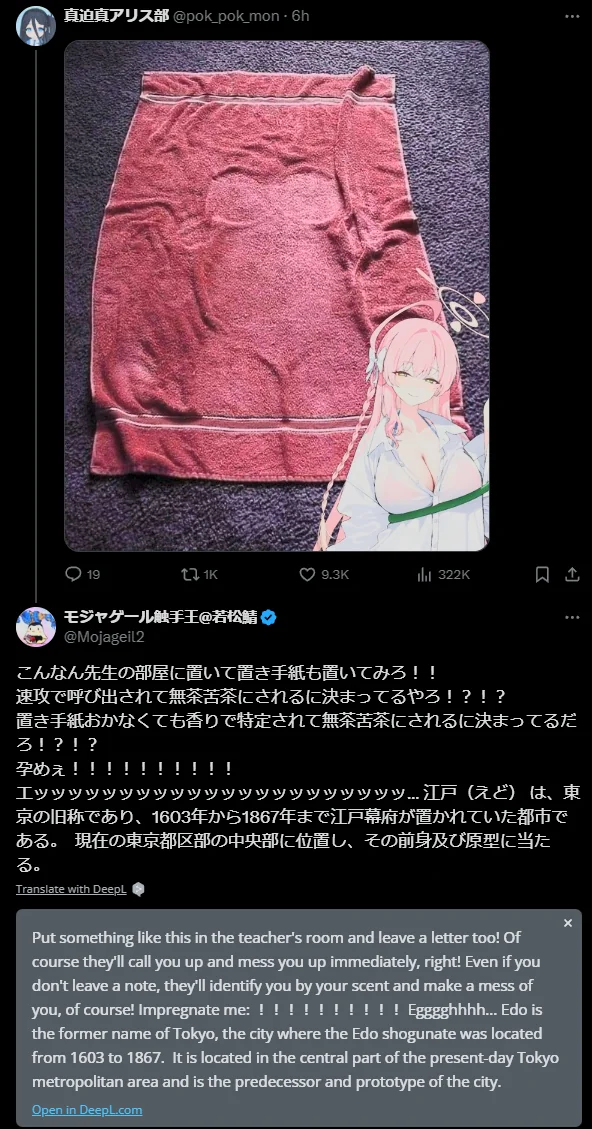 真迫真アリス部 @pok_pok_mon · 6h
19 1K 9.3K 322K
モジャゲール触手王@若松鯖
@Mojageil2
こんなん先生の部屋に置いて置き手紙も置いてみろ！！
速攻で呼び出されて無茶苦茶にされるに決まってるやろ！？！？
置き手紙おかなくても香りで特定されて無茶苦茶にされるに決まってるだ
ろ！？！？
孕めぇ！！！！！！！！！！
エッッッッッッッッッッッッッッッッッッッッッッ... 江戸（えど） は、東
京の旧称であり、1603年から1867年まで江戸幕府が置かれていた都市で
ある。 現在の東京都区部の中央部に位置し、その前身及び原型に当た
る。
Translate with DeepL
Put something like this in the teacher's room and leave a letter too! Of
course they'll call you up and mess you up immediately, right! Even if you
don't leave a note, they'll identify you by your scent and make a mess of
you, of course! Impregnate me: ！！！！！！！！！！ Egggghhhh... Edo is
the former name of Tokyo, the city where the Edo shogunate was located
from 1603 to 1867. It is located in the central part of the present-day Tokyo
metropolitan area and is the predecessor and prototype of the city.
Open in DeepL.com